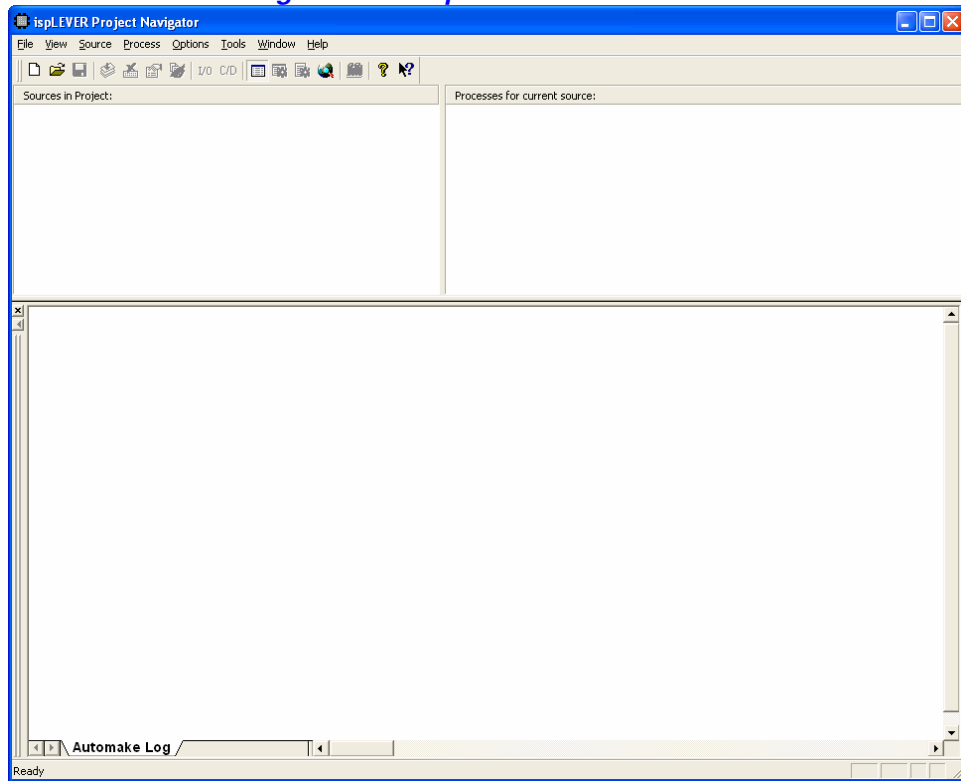 ispLEVER Project Navigator
File View Source Process Options Tools Window Help
I/O C/D
Sources in Project:
Processes for current source:
Automake Log
Ready